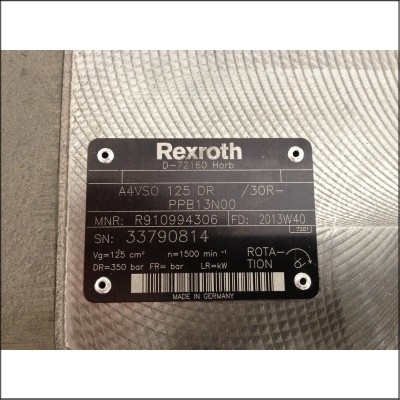 Rexroth
D-72160 Horb
A4VSO 125 DR /30R-
PPB13N00
MNR: R910994306 FD: 2013W40
7201
SN: 33790814
Vg=125 cm³ n=1500 min⁻¹ ROTA-
DR=350 bar FR= bar LR=kW TION
MADE IN GERMANY